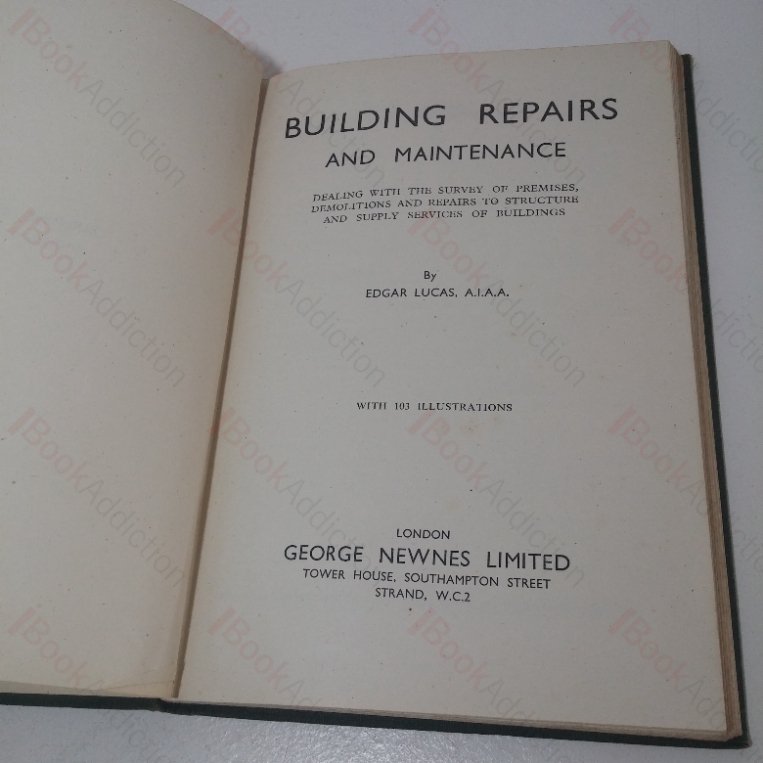 BUILDING REPAIRS
AND MAINTENANCE
DEALING WITH THE SURVEY OF PREMISES,
DEMOLITIONS AND REPAIRS TO STRUCTURE
AND SUPPLY SERVICES OF BUILDINGS
By
EDGAR LUCAS, A.I.A.A.
WITH 103 ILLUSTRATIONS
LONDON
GEORGE NEWNES LIMITED
TOWER HOUSE, SOUTHAMPTON STREET
STRAND, W.C.2
BookAddiction